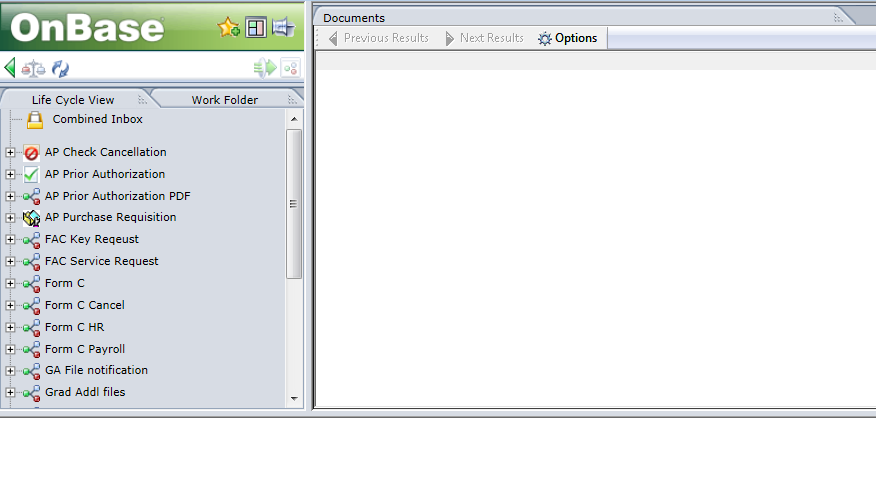 OnBase
Documents
Previous Results Next Results Options
Life Cycle View Work Folder
Combined Inbox
AP Check Cancellation
AP Prior Authorization
AP Prior Authorization PDF
AP Purchase Requisition
FAC Key Reqeust
FAC Service Request
Form C
Form C Cancel
Form C HR
Form C Payroll
GA File notification
Grad Addl files